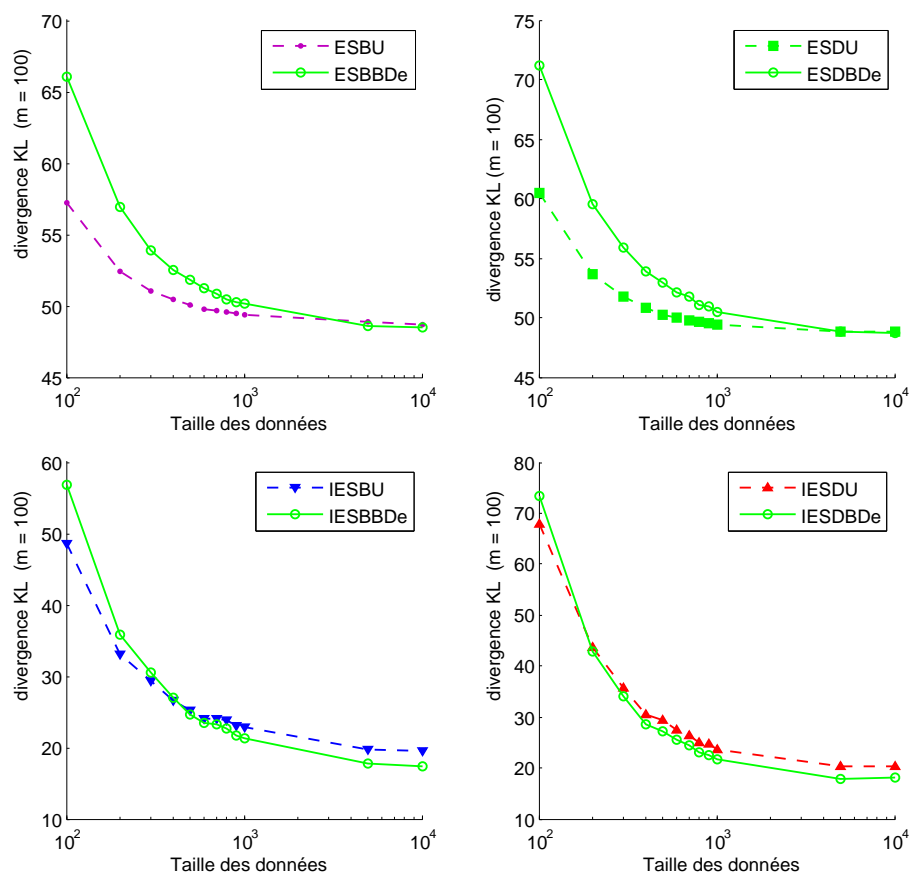 70
65
60
55
50
45
divergence KL (m = 100)
10^2
10^3
10^4
Taille des données
ESBU
ESBBDe
75
70
65
60
55
50
45
divergence KL (m = 100)
10^2
10^3
10^4
Taille des données
ESDU
ESDBDe
60
50
40
30
20
10
divergence KL (m = 100)
10^2
10^3
10^4
Taille des données
IESBU
IESBBDe
80
70
60
50
40
30
20
10
divergence KL (m = 100)
10^2
10^3
10^4
Taille des données
IESDU
IESDBDe